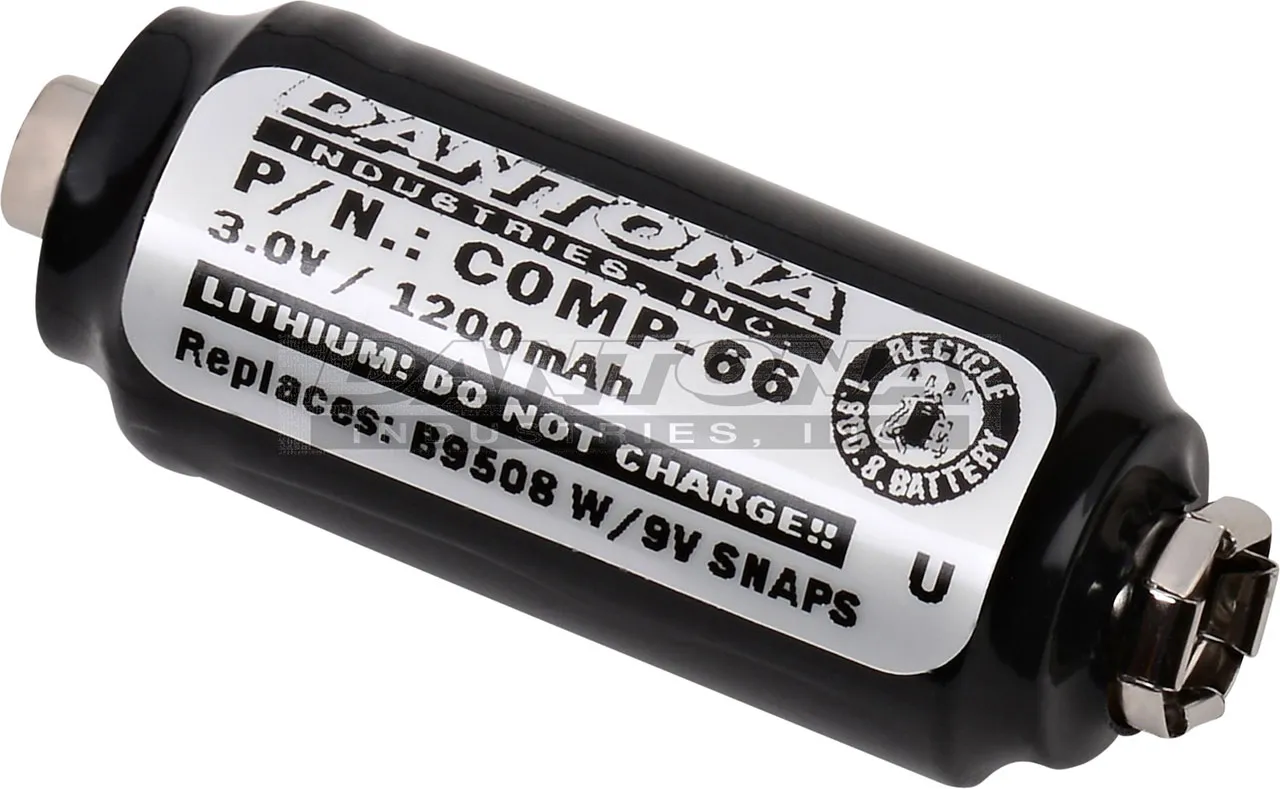 DANTONA
INDUSTRIES, INC.
P/N.: COMP-66
3.0V / 1200mAh
LITHIUM! DO NOT CHARGE!!
Replaces: B9508 W/9V SNAPS
RECYCLE
1.800.8.BATTERY
U
DANTONA
INDUSTRIES, INC.